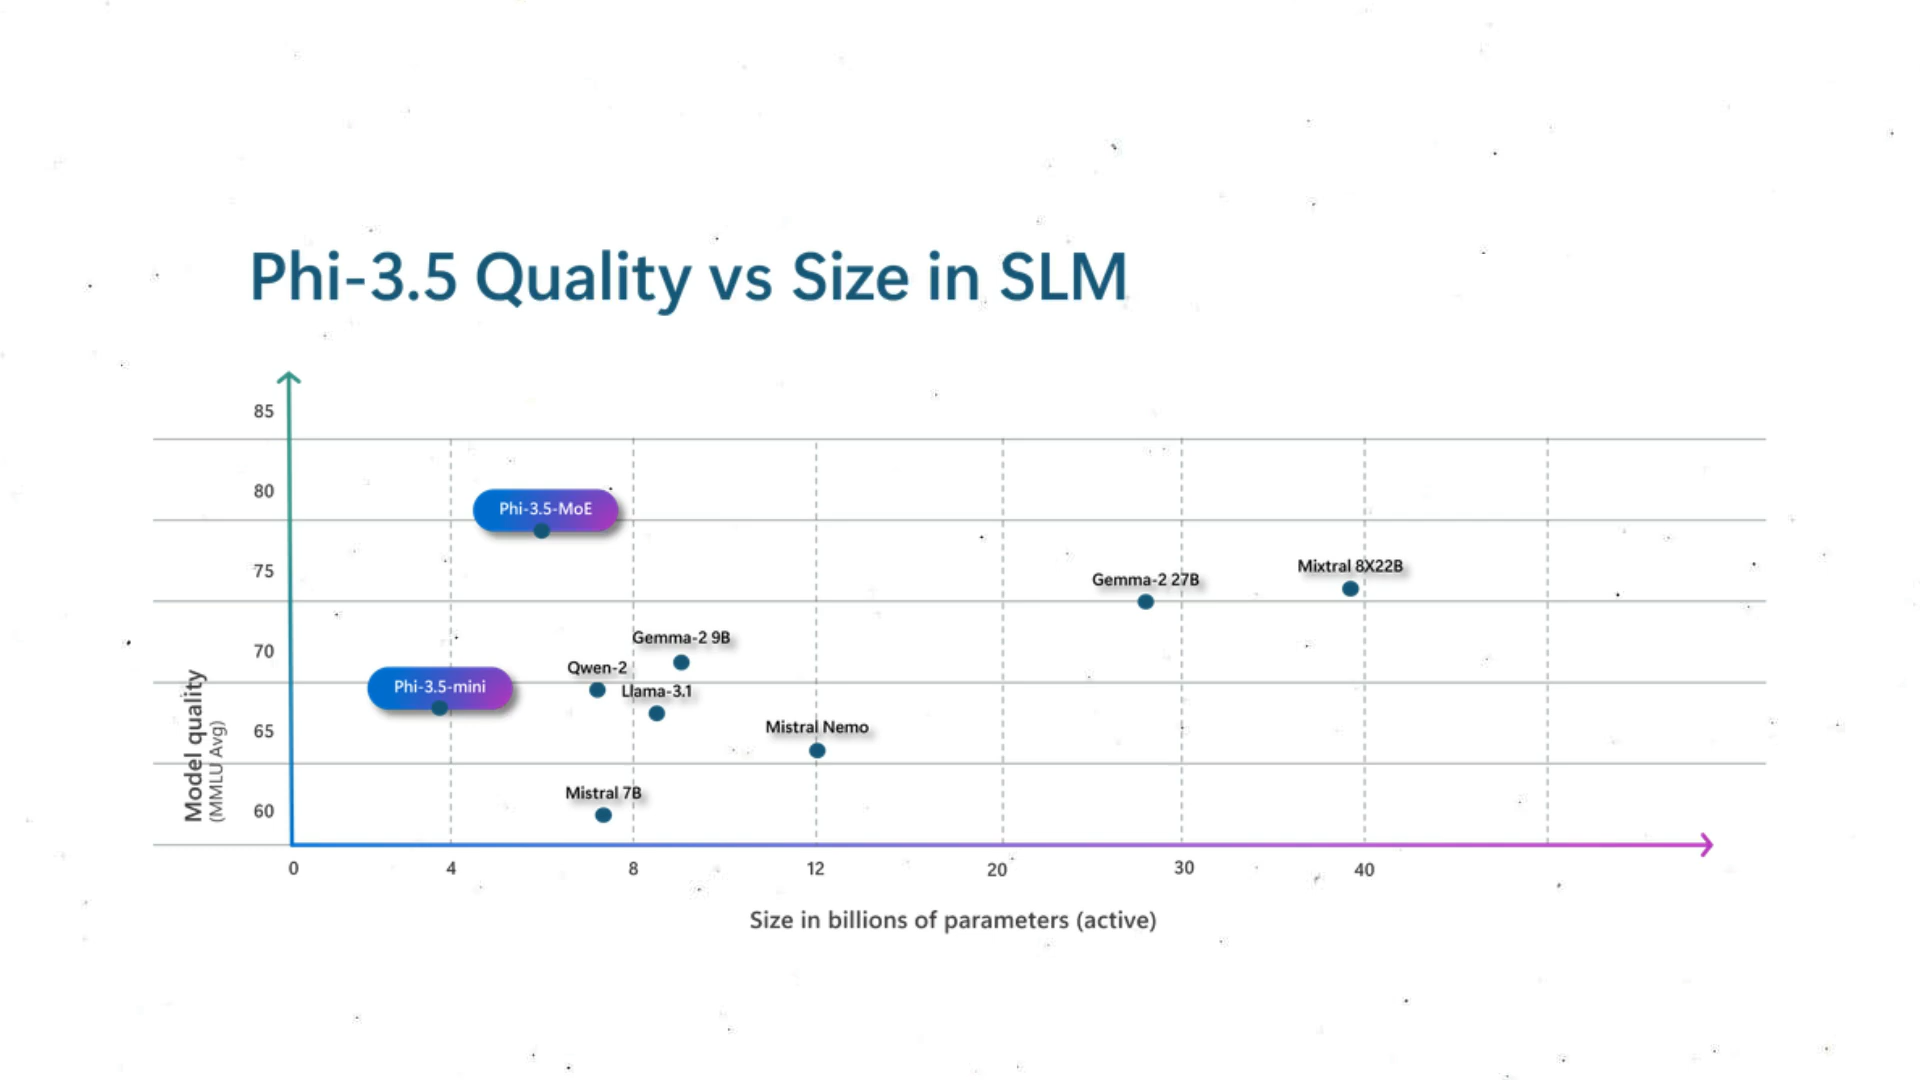 Phi-3.5 Quality vs Size in SLM
85
80
Phi-3.5-MoE
75
Mixtral 8X22B
Gemma-2 27B
70
Gemma-2 9B
Qwen-2
Phi-3.5-mini
Llama-3.1
65
Mistral Nemo
Model quality
(MMLU Avg)
60
Mistral 7B
0 4 8 12 20 30 40
Size in billions of parameters (active)